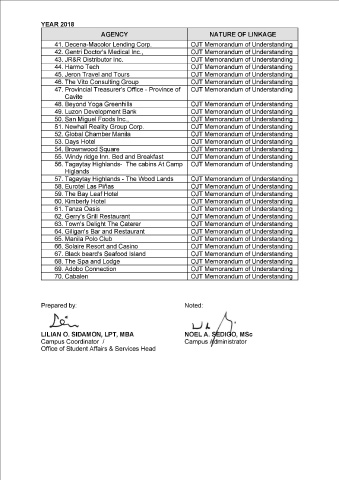 YEAR 2018
AGENCY NATURE OF LINKAGE
41. Decena-Macolor Lending Corp. OJT Memorandum of Understanding
42. Gentri Doctor's Medical Inc., OJT Memorandum of Understanding
43. JR&R Distributor Inc. OJT Memorandum of Understanding
44. Harmo Tech OJT Memorandum of Understanding
45. Jeron Travel and Tours OJT Memorandum of Understanding
46. The Vito Consulting Group OJT Memorandum of Understanding
47. Provincial Treasurer's Office - Province of OJT Memorandum of Understanding
Cavite
48. Beyond Yoga Greenhills OJT Memorandum of Understanding
49. Luzon Development Bank OJT Memorandum of Understanding
50. San Miguel Foods Inc., OJT Memorandum of Understanding
51. Newhall Reality Group Corp. OJT Memorandum of Understanding
52. Global Chamber Manila OJT Memorandum of Understanding
53. Days Hotel OJT Memorandum of Understanding
54. Brownwood Square OJT Memorandum of Understanding
55. Windy ridge Inn. Bed and Breakfast OJT Memorandum of Understanding
56. Tagaytay Highlands- The cabins At Camp OJT Memorandum of Understanding
Higlands
57. Tagaytay Highlands - The Wood Lands OJT Memorandum of Understanding
58. Eurotel Las Piñas OJT Memorandum of Understanding
59. The Bay Leaf Hotel OJT Memorandum of Understanding
60. Kimberly Hotel OJT Memorandum of Understanding
61. Tanza Oasis OJT Memorandum of Understanding
62. Gerry's Grill Restaurant OJT Memorandum of Understanding
63. Town's Delight The Caterer OJT Memorandum of Understanding
64. Giligan's Bar and Restaurant OJT Memorandum of Understanding
65. Manila Polo Club OJT Memorandum of Understanding
66. Solaire Resort and Casino OJT Memorandum of Understanding
67. Black beard's Seafood Island OJT Memorandum of Understanding
68. The Spa and Lodge OJT Memorandum of Understanding
69. Adobo Connection OJT Memorandum of Understanding
70. Cabalen OJT Memorandum of Understanding
Prepared by: Noted:
LILIAN O. SIDAMON, LPT, MBA NOEL A. SEDIGO, MSc
Campus Coordinator / Campus Administrator
Office of Student Affairs & Services Head